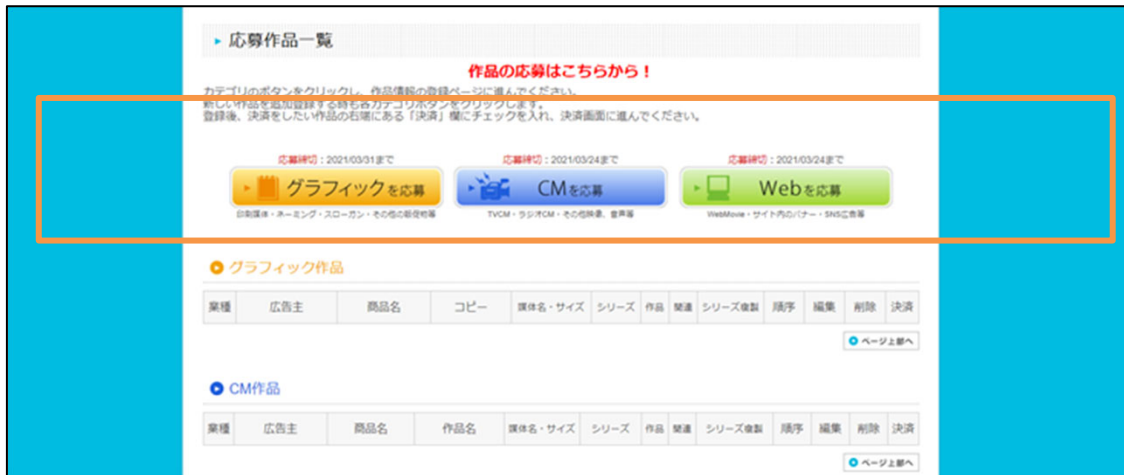 応募作品一覧
作品の応募はこちらから！
カテゴリのボタンをクリックし、作品情報の登録ページに進んでください。
新しい作品を追加登録する時も各カテゴリボタンをクリックします。
登録後、決済をしたい作品の右端にある「決済」欄にチェックを入れ、決済画面に進んでください。
応募締切：2021/03/31まで
応募締切：2021/03/24まで
応募締切：2021/03/24まで
グラフィックを応募
CMを応募
Webを応募
印刷媒体・ネーミング・スローガン・その他の販促物等
TVCM・ラジオCM・その他映像、音声等
WebMovie・サイト内のバナー・SNS広告等
グラフィック作品
業種 広告主 商品名 コピー 媒体名・サイズ シリーズ 作品 関連 シリーズ複製 順序 編集 削除 決済
ページ上部へ
CM作品
業種 広告主 商品名 作品名 媒体名・サイズ シリーズ 作品 関連 シリーズ複製 順序 編集 削除 決済
ページ上部へ